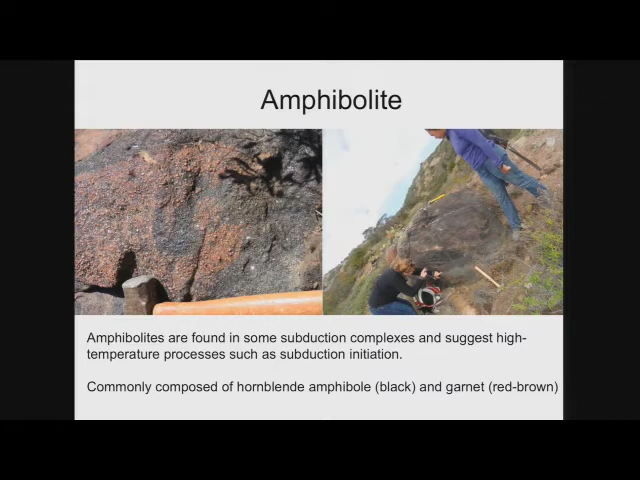 Amphibolite
Amphibolites are found in some subduction complexes and suggest high-
temperature processes such as subduction initiation.
Commonly composed of hornblende amphibole (black) and garnet (red-brown)